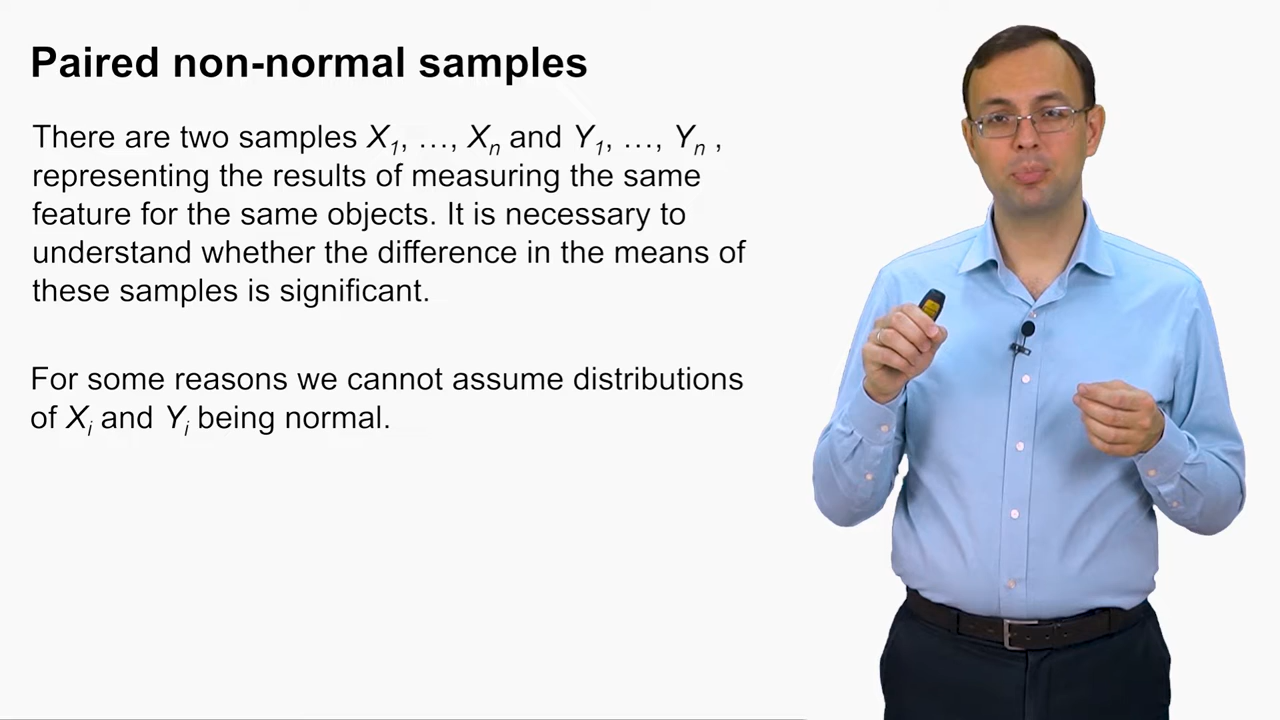 Paired non-normal samples
There are two samples X₁, …, Xₙ and Y₁, …, Yₙ ,
representing the results of measuring the same
feature for the same objects. It is necessary to
understand whether the difference in the means of
these samples is significant.
For some reasons we cannot assume distributions
of Xᵢ and Yᵢ being normal.